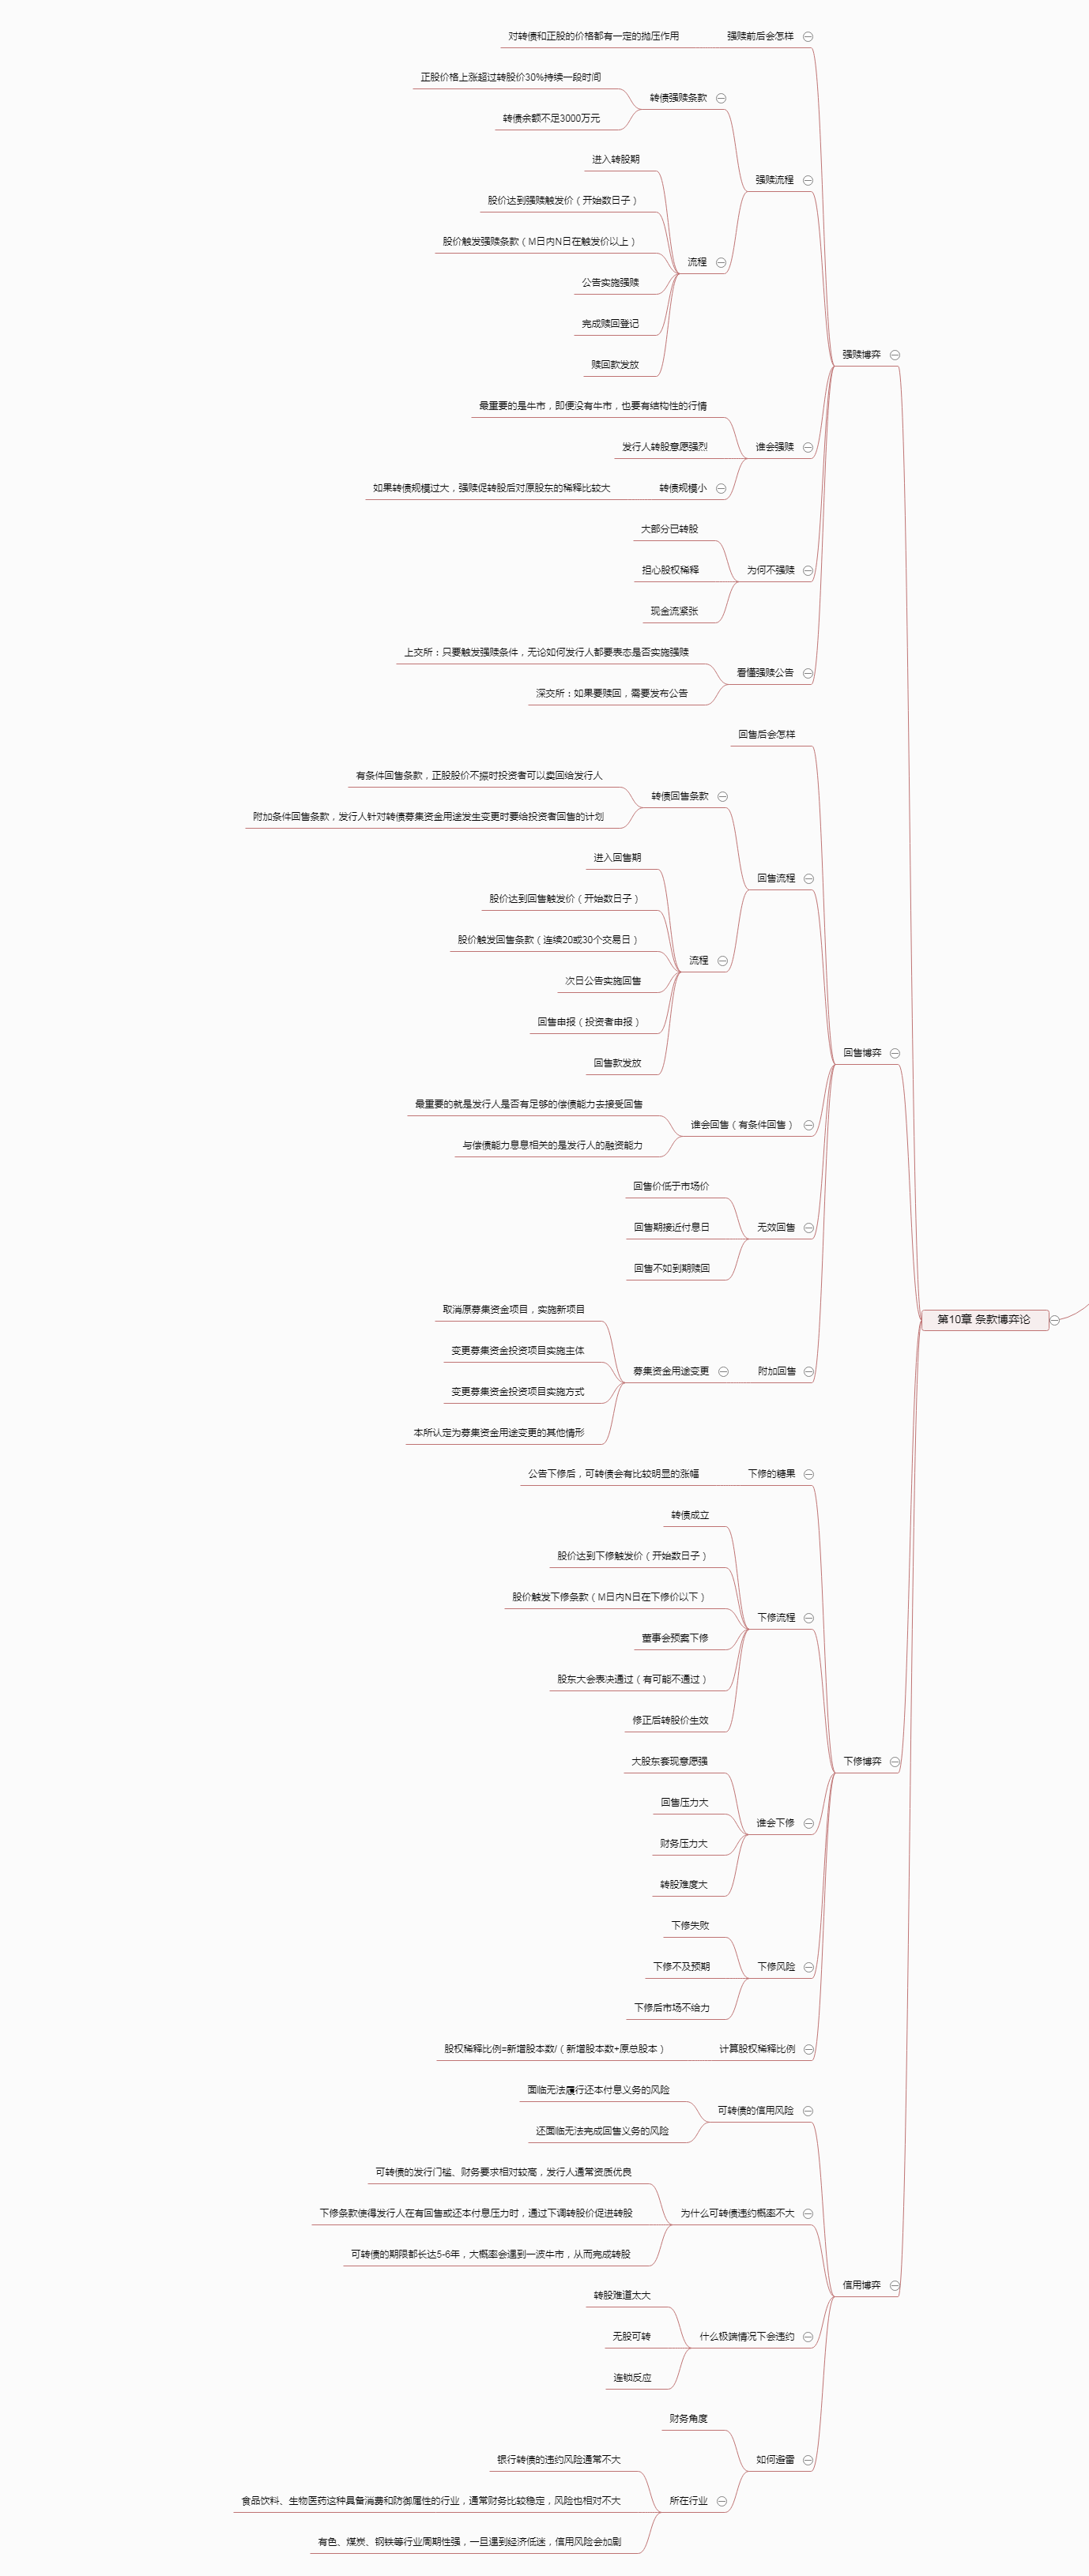 对转债和正股的价格都有一定的抛压作用
强赎前后会怎样
正股价格上涨超过转股价30%持续一段时间
转债强赎条款
转债余额不足3000万元
进入转股期
强赎流程
股价达到强赎触发价（开始数日子）
股价触发强赎条款（M日内N日在触发价以上）
流程
公告实施强赎
完成赎回登记
强赎博弈
赎回款发放
最重要的是牛市，即便没有牛市，也要有结构性的行情
发行人转股意愿强烈
谁会强赎
如果转债规模过大，强赎促转股后对原股东的稀释比较大
转债规模小
大部分已转股
担心股权稀释
为何不强赎
现金流紧张
上交所：只要触发强赎条件，无论如何发行人都要表态是否实施强赎
看懂强赎公告
深交所：如果要赎回，需要发布公告
回售后会怎样
有条件回售条款，正股股价不振时投资者可以卖回给发行人
转债回售条款
附加条件回售条款，发行人针对转债募集资金用途发生变更时要给投资者回售的计划
进入回售期
回售流程
股价达到回售触发价（开始数日子）
股价触发回售条款（连续20或30个交易日）
流程
次日公告实施回售
回售申报（投资者申报）
回售博弈
回售款发放
最重要的就是发行人是否有足够的偿债能力去接受回售
谁会回售（有条件回售）
与偿债能力息息相关的是发行人的融资能力
回售价低于市场价
回售期接近付息日
无效回售
回售不如到期赎回
取消原募集资金项目，实施新项目
第10章 条款博弈论
变更募集资金投资项目实施主体
募集资金用途变更
附加回售
变更募集资金投资项目实施方式
本所认定为募集资金用途变更的其他情形
公告下修后，可转债会有比较明显的涨幅
下修的糖果
转债成立
股价达到下修触发价（开始数日子）
股价触发下修条款（M日内N日在下修价以下）
下修流程
董事会预案下修
股东大会表决通过（有可能不通过）
修正后转股价生效
大股东套现意愿强
下修博弈
回售压力大
谁会下修
财务压力大
转股难度大
下修失败
下修不及预期
下修风险
下修后市场不给力
股权稀释比例=新增股本数/（新增股本数+原总股本）
计算股权稀释比例
面临无法履行还本付息义务的风险
可转债的信用风险
还面临无法完成回售义务的风险
可转债的发行门槛、财务要求相对较高，发行人通常资质优良
下修条款使得发行人在有回售或还本付息压力时，通过下调转股价促进转股
为什么可转债违约概率不大
可转债的期限都长达5-6年，大概率会遇到一波牛市，从而完成转股
信用博弈
转股难道太大
无股可转
什么极端情况下会违约
连锁反应
财务角度
银行转债的违约风险通常不大
如何避雷
食品饮料、生物医药这种具备消费和防御属性的行业，通常财务比较稳定，风险也相对不大
所在行业
有色、煤炭、钢铁等行业周期性强，一旦遇到经济低迷，信用风险会加剧